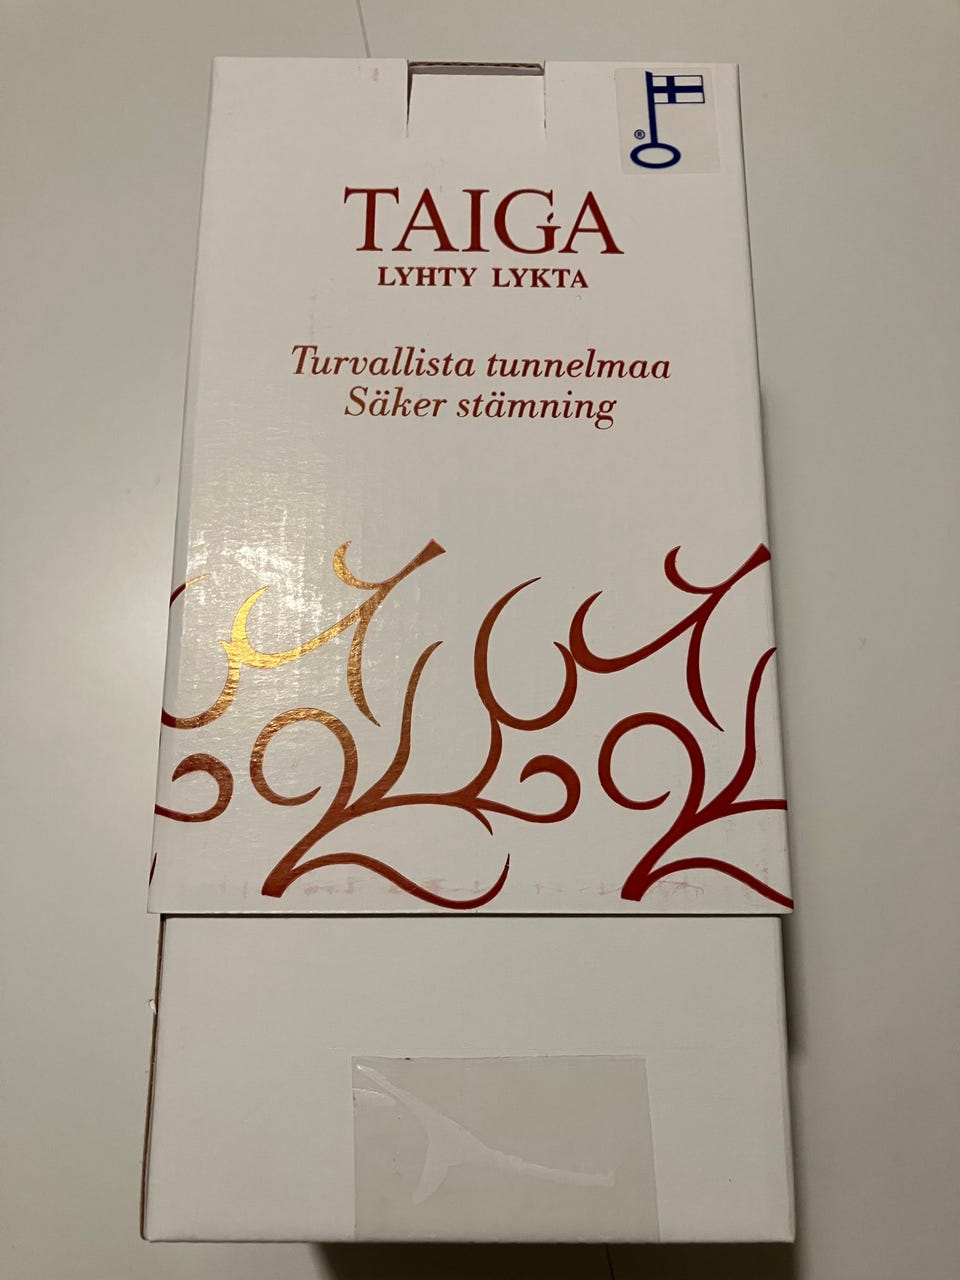 ®
TAIGA
LYHTY LYKTA
Turvallista tunnelmaa
Säker stämning